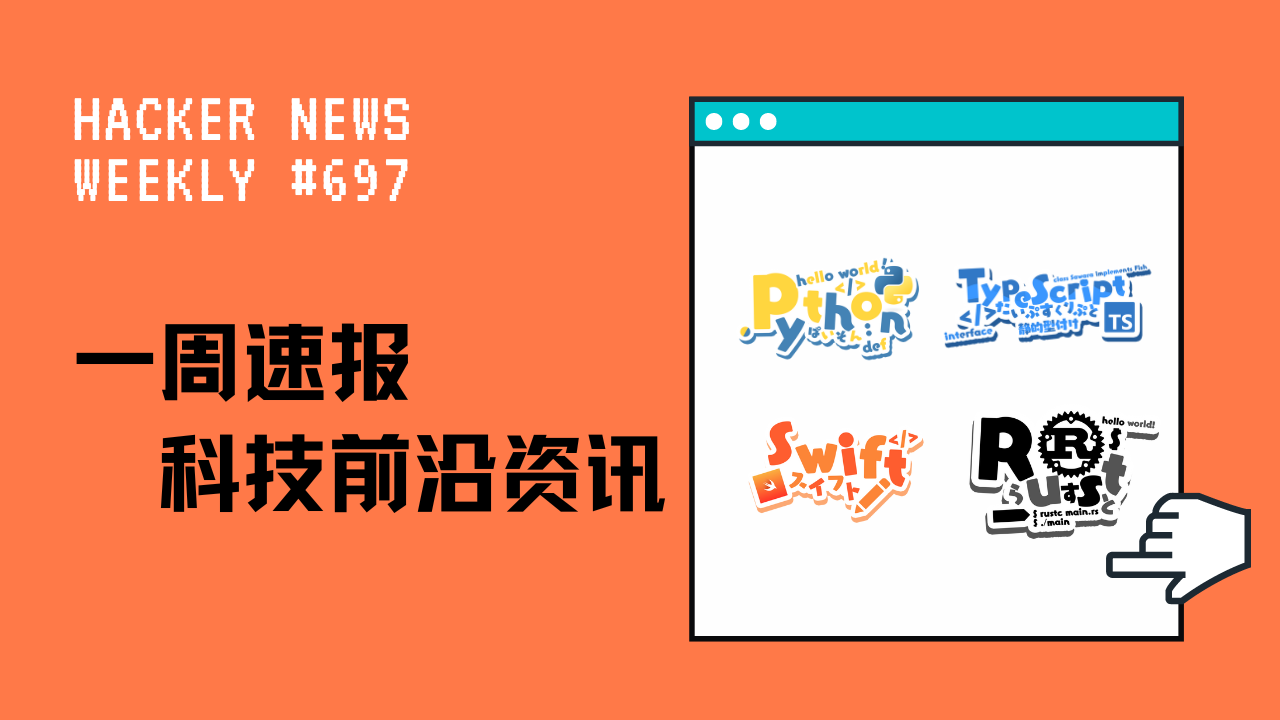 HACKER NEWS
WEEKLY #697
一周速报
科技前沿资讯
hello world!
</>
Python
ぱいそん
def
class Sawaru implements Fish
TypeScript
</>たいぷすくりぷと
静的型付け
TS
interface
</>
Swift
スイフト
hello world!
R
Rust
らすと
$ rustc main.rs
$ ./main